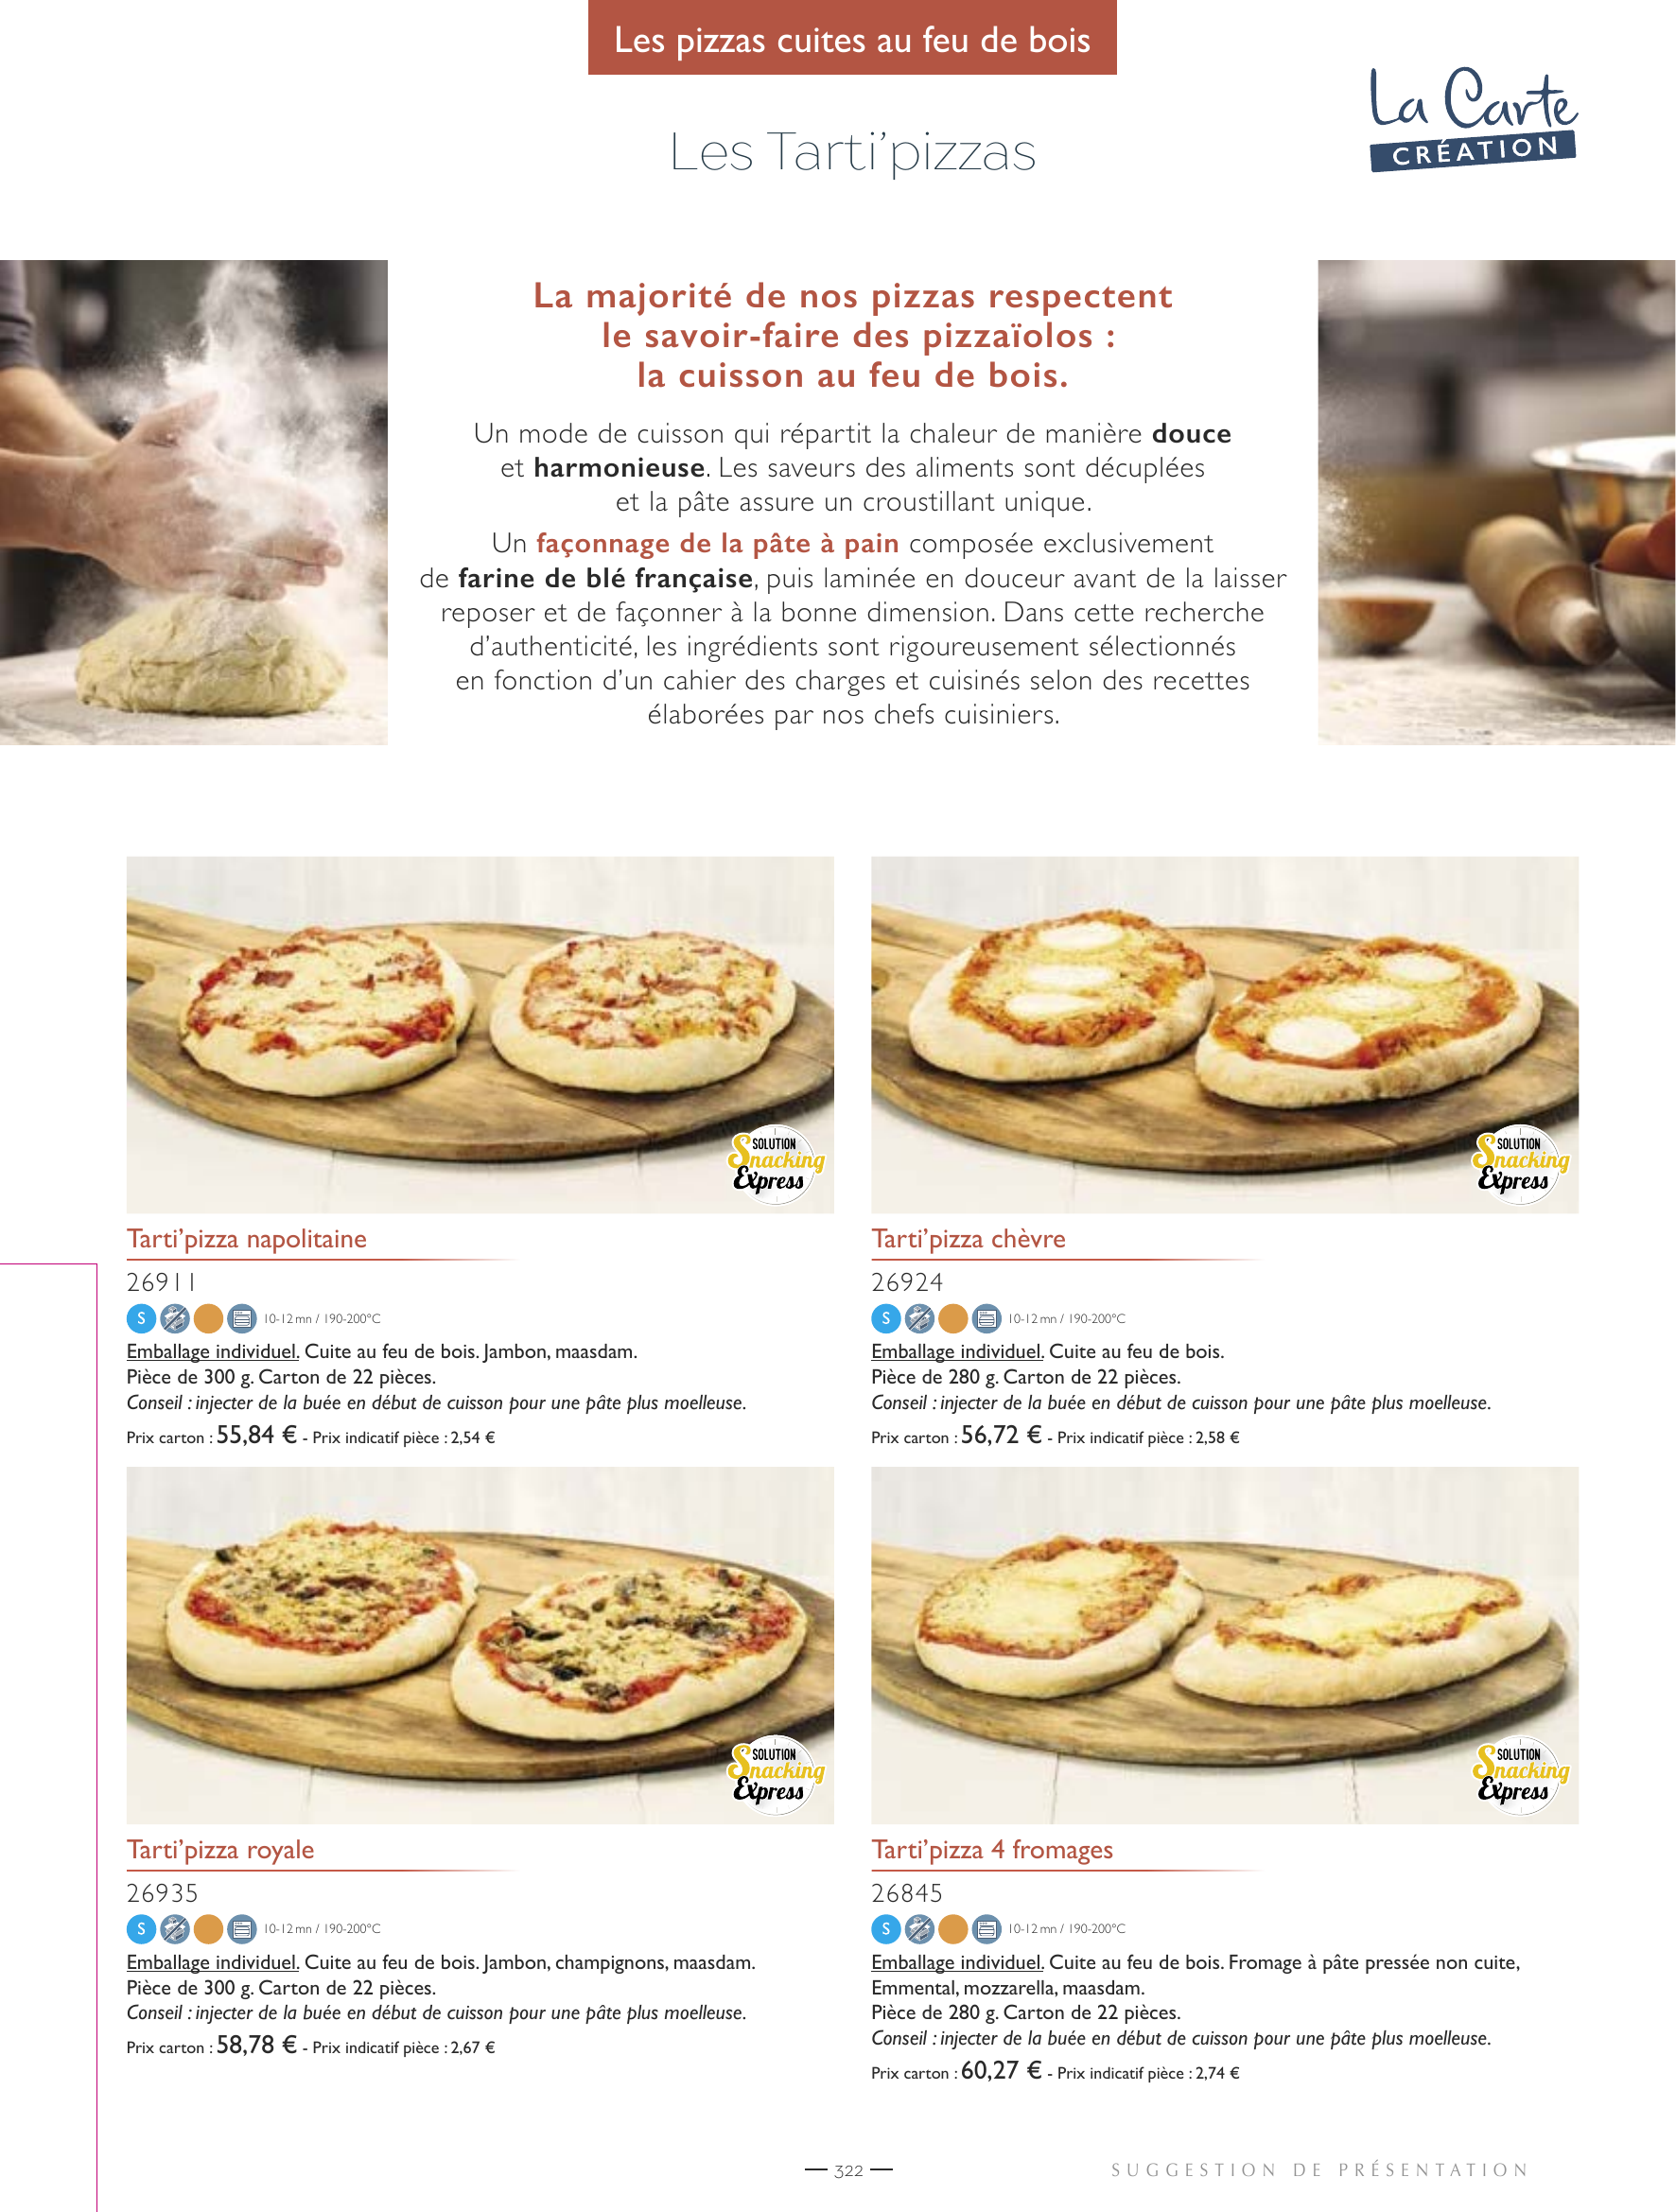 Les pizzas cuites au feu de bois
La Carte
CRÉATION
Les Tarti’pizzas
La majorité de nos pizzas respectent
le savoir-faire des pizzaïolos :
la cuisson au feu de bois.
Un mode de cuisson qui répartit la chaleur de manière douce
et harmonieuse. Les saveurs des aliments sont décuplées
et la pâte assure un croustillant unique.
Un façonnage de la pâte à pain composée exclusivement
de farine de blé française, puis laminée en douceur avant de la laisser
reposer et de façonner à la bonne dimension. Dans cette recherche
d’authenticité, les ingrédients sont rigoureusement sélectionnés
en fonction d’un cahier des charges et cuisinés selon des recettes
élaborées par nos chefs cuisiniers.
SOLUTION
Snacking
Express
Tarti’pizza napolitaine
26911
S 10-12 mn / 190-200°C
Emballage individuel. Cuite au feu de bois. Jambon, maasdam.
Pièce de 300 g. Carton de 22 pièces.
Conseil : injecter de la buée en début de cuisson pour une pâte plus moelleuse.
Prix carton : 55,84 € - Prix indicatif pièce : 2,54 €
SOLUTION
Snacking
Express
Tarti’pizza chèvre
26924
S 10-12 mn / 190-200°C
Emballage individuel. Cuite au feu de bois.
Pièce de 280 g. Carton de 22 pièces.
Conseil : injecter de la buée en début de cuisson pour une pâte plus moelleuse.
Prix carton : 56,72 € - Prix indicatif pièce : 2,58 €
SOLUTION
Snacking
Express
Tarti’pizza royale
26935
S 10-12 mn / 190-200°C
Emballage individuel. Cuite au feu de bois. Jambon, champignons, maasdam.
Pièce de 300 g. Carton de 22 pièces.
Conseil : injecter de la buée en début de cuisson pour une pâte plus moelleuse.
Prix carton : 58,78 € - Prix indicatif pièce : 2,67 €
SOLUTION
Snacking
Express
Tarti’pizza 4 fromages
26845
S 10-12 mn / 190-200°C
Emballage individuel. Cuite au feu de bois. Fromage à pâte pressée non cuite,
Emmental, mozzarella, maasdam.
Pièce de 280 g. Carton de 22 pièces.
Conseil : injecter de la buée en début de cuisson pour une pâte plus moelleuse.
Prix carton : 60,27 € - Prix indicatif pièce : 2,74 €
322
SUGGESTION DE PRÉSENTATION